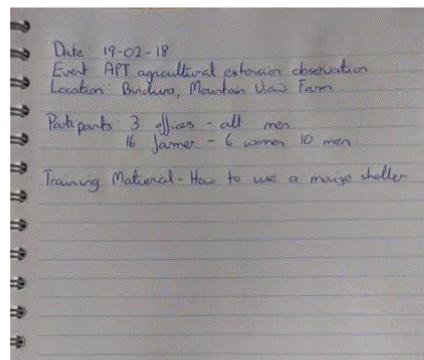 Date: 19-02-18
Event APT agricultural extension observation
Location: Bindura, Mountain View Farm
Participants: 3 officers - all men
16 farmer - 6 women 10 men
Training Material - How to use a maize sheller